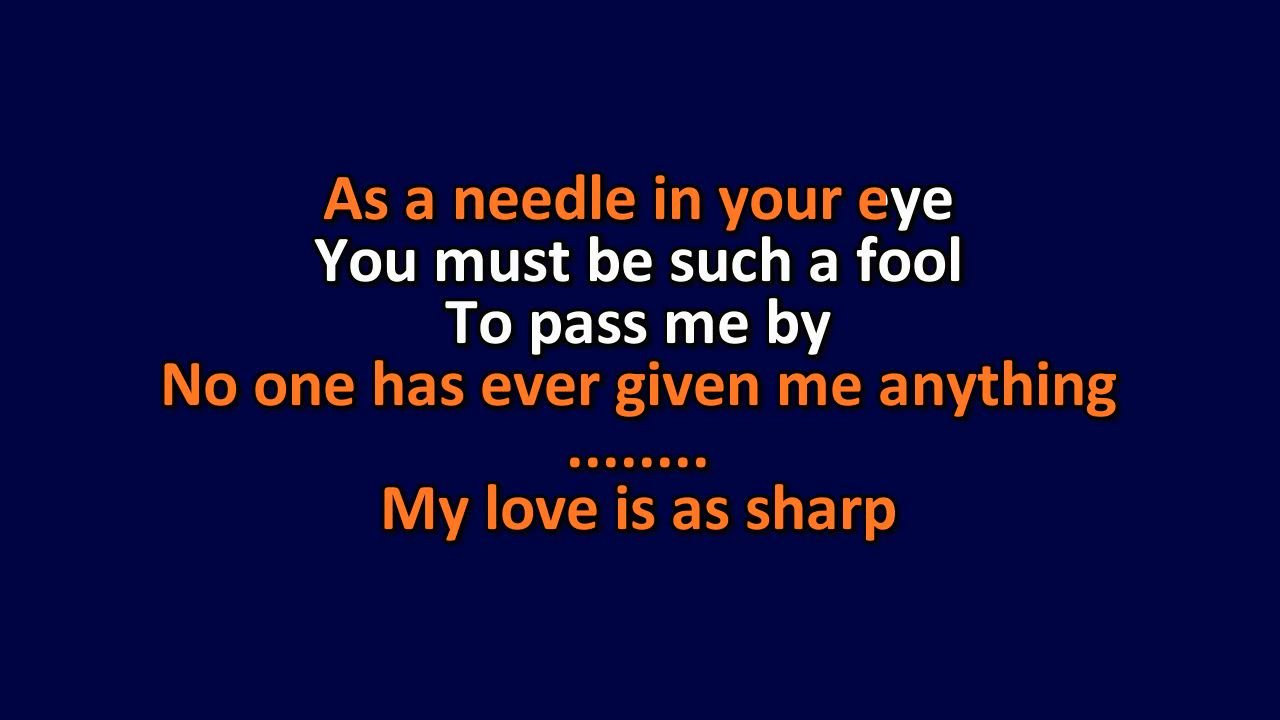 As a needle in your eye
You must be such a fool
To pass me by
No one has ever given me anything
........
My love is as sharp